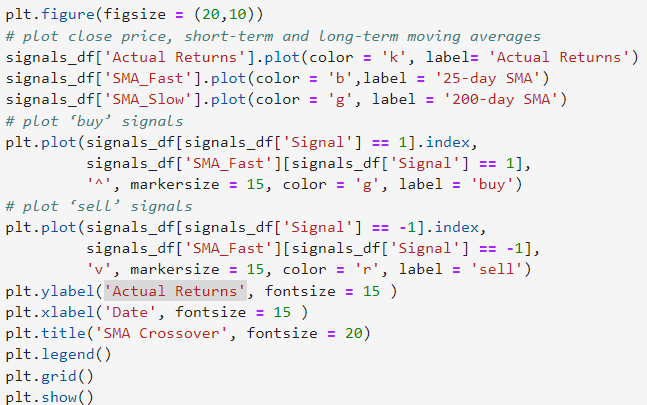 plt.figure(figsize = (20,10))
# plot close price, short-term and long-term moving averages
signals_df['Actual Returns'].plot(color = 'k', label= 'Actual Returns')
signals_df['SMA_Fast'].plot(color = 'b',label = '25-day SMA')
signals_df['SMA_Slow'].plot(color = 'g', label = '200-day SMA')
# plot ‘buy’ signals
plt.plot(signals_df[signals_df['Signal'] == 1].index,
         signals_df['SMA_Fast'][signals_df['Signal'] == 1],
         '^', markersize = 15, color = 'g', label = 'buy')
# plot ‘sell’ signals
plt.plot(signals_df[signals_df['Signal'] == -1].index,
         signals_df['SMA_Fast'][signals_df['Signal'] == -1],
         'v', markersize = 15, color = 'r', label = 'sell')
plt.ylabel('Actual Returns', fontsize = 15 )
plt.xlabel('Date', fontsize = 15 )
plt.title('SMA Crossover', fontsize = 20)
plt.legend()
plt.grid()
plt.show()